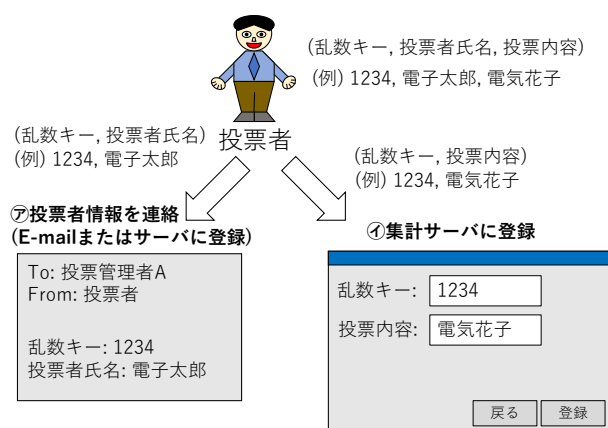 (乱数キー, 投票者氏名, 投票内容)
(例) 1234, 電子太郎, 電気花子
(乱数キー, 投票者氏名)
(例) 1234, 電子太郎
投票者
(乱数キー, 投票内容)
(例) 1234, 電気花子
㋐投票者情報を連絡
(E-mailまたはサーバに登録)
To: 投票管理者A
From: 投票者
乱数キー: 1234
投票者氏名: 電子太郎
㋑集計サーバに登録
乱数キー: 1234
投票内容: 電気花子
戻る 登録